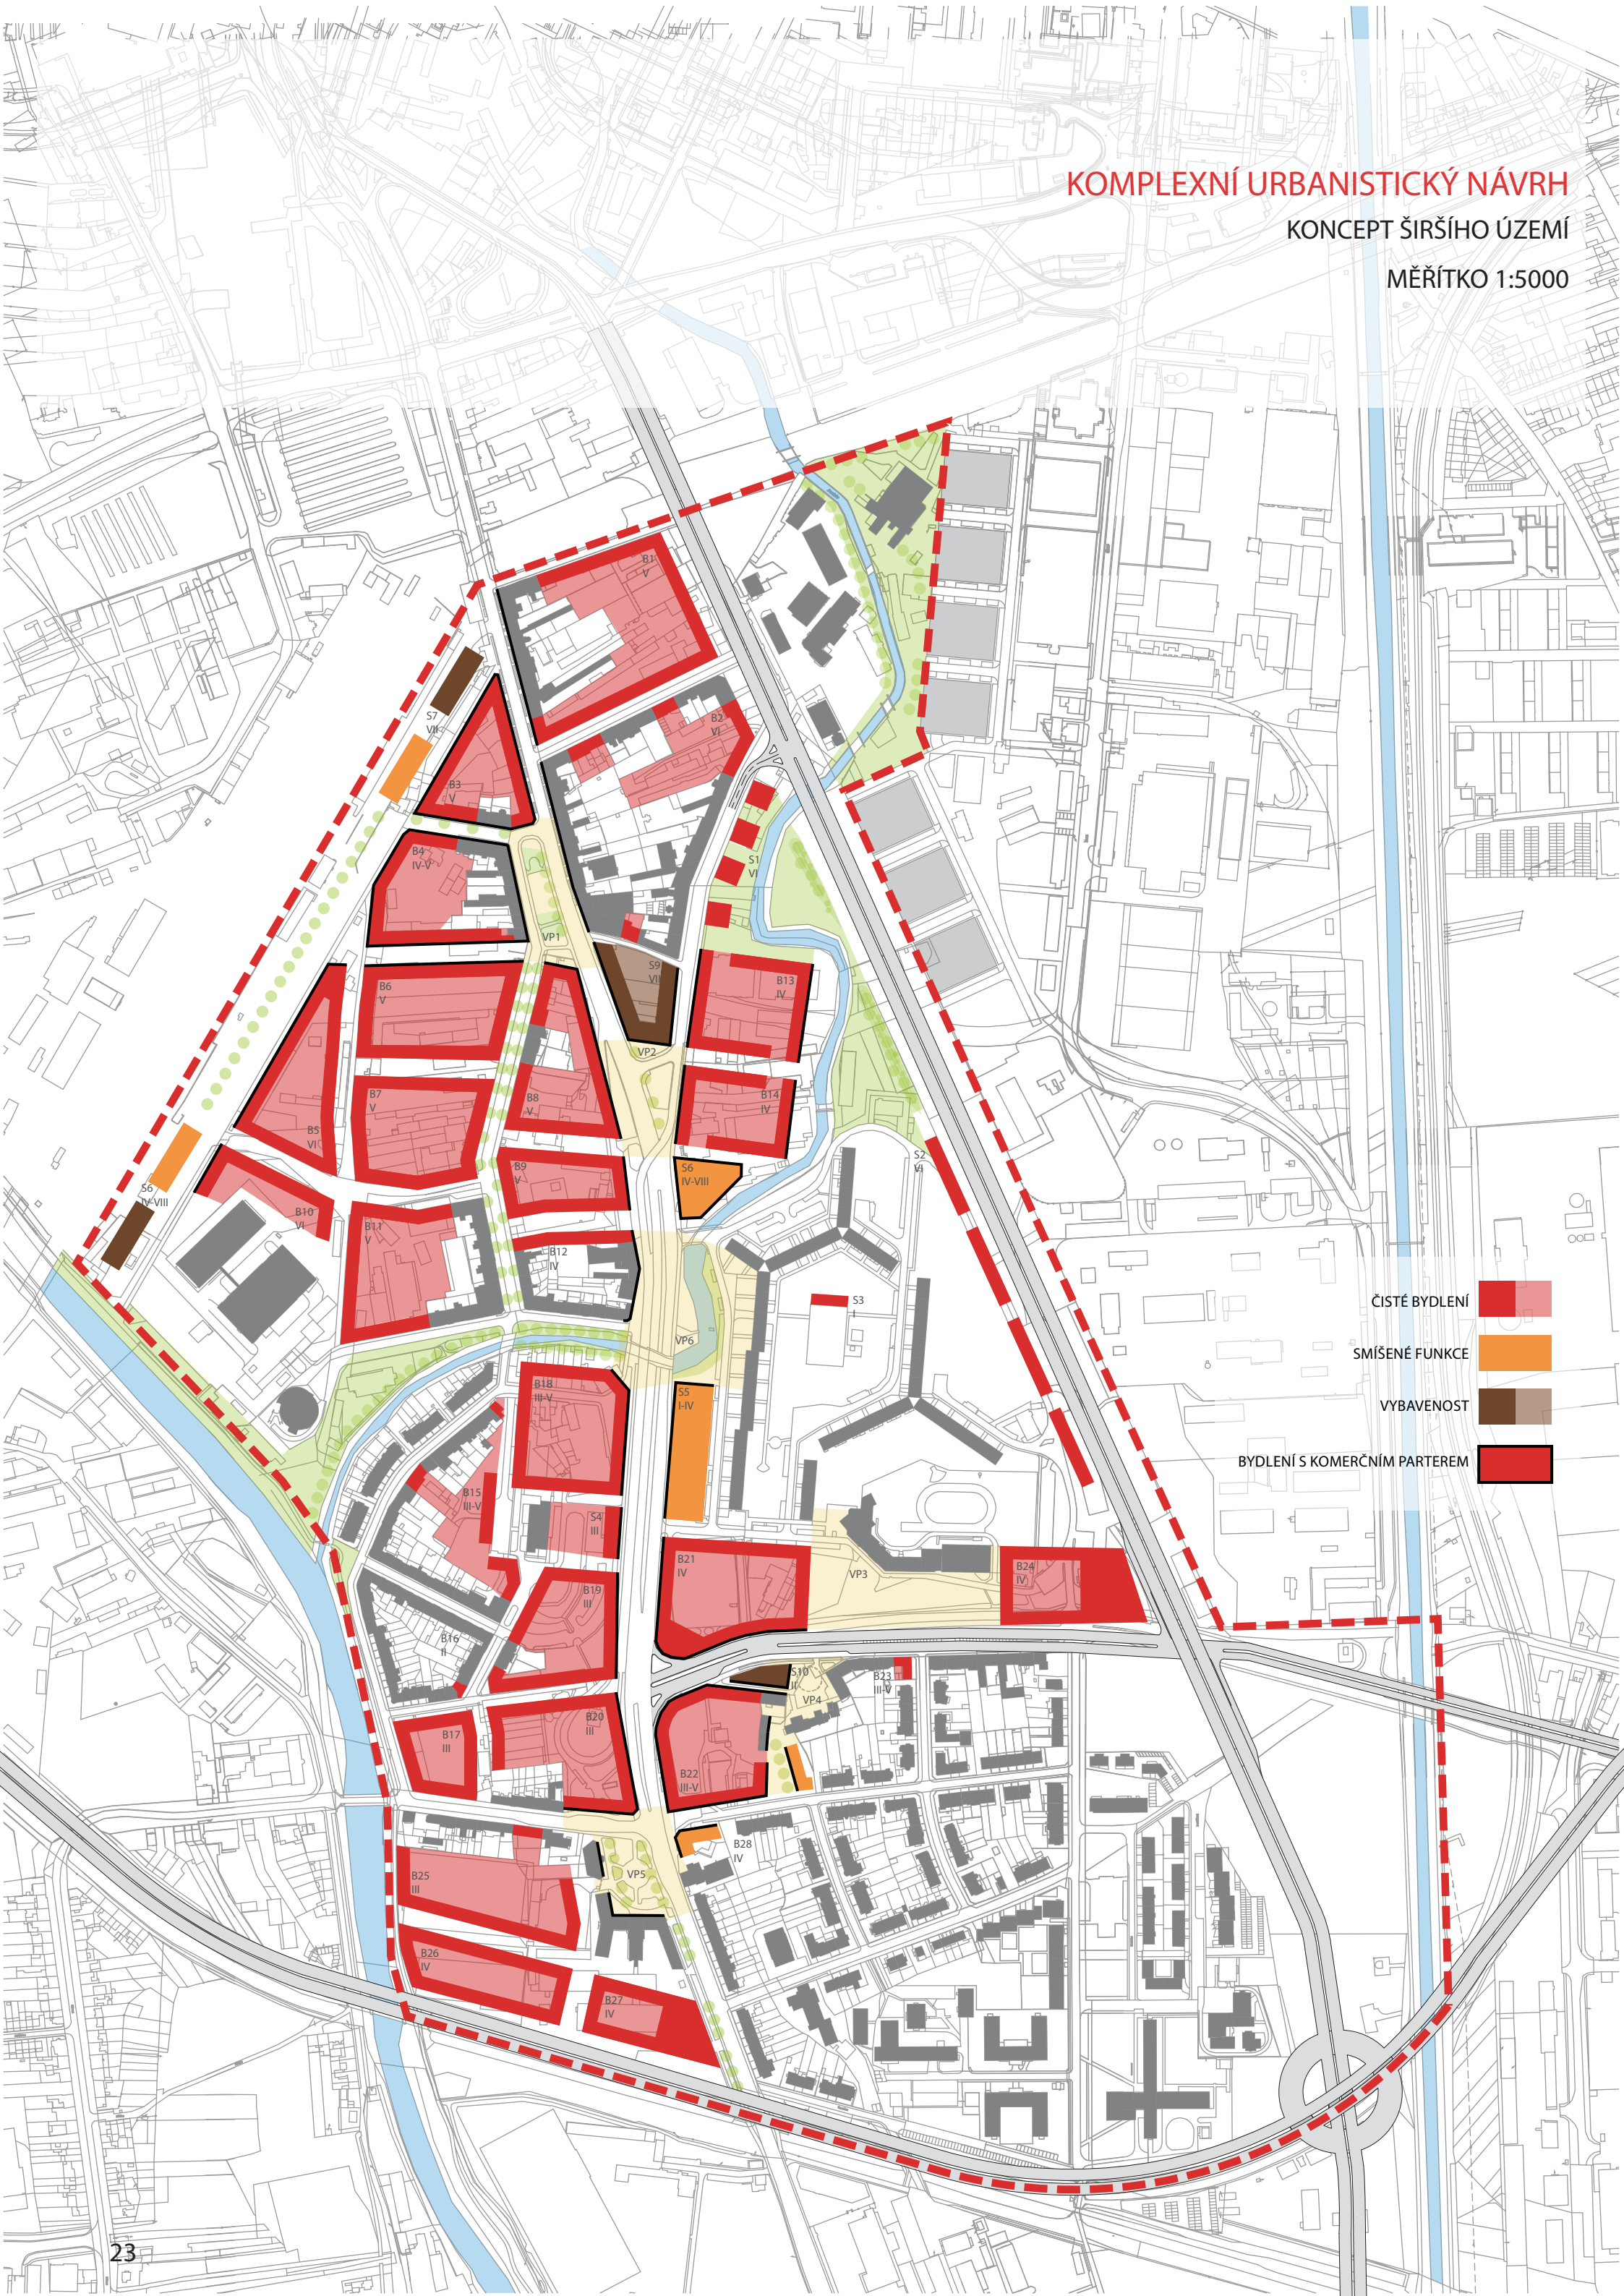 KOMPLEXNÍ URBANISTICKÝ NÁVRH
KONCEPT ŠIRŠÍHO ÚZEMÍ
MĚŘÍTKO 1:5000
B1
V
B2
VI
S7
VII
B3
V
B4
IV-V
S1
VI
VP1
S9
VII
B13
IV
B6
V
VP2
B7
V
B8
V
B14
IV
B5
VI
S2
VI
B9
V
S6
IV-VIII
S6
IV-VIII
B10
VI
B11
V
B12
IV
S3
I
ČISTÉ BYDLENÍ
VP6
SMÍŠENÉ FUNKCE
B18
III-V
S5
I-IV
VYBAVENOST
BYDLENÍ S KOMERČNÍM PARTEREM
B15
III-V
S4
III
B21
IV
VP3
B24
IV
B19
III
B16
II
S10
II
B23
III-V
VP4
B20
III
B17
III
B22
III-V
B28
IV
B25
III
VP5
B26
IV
B27
IV
23